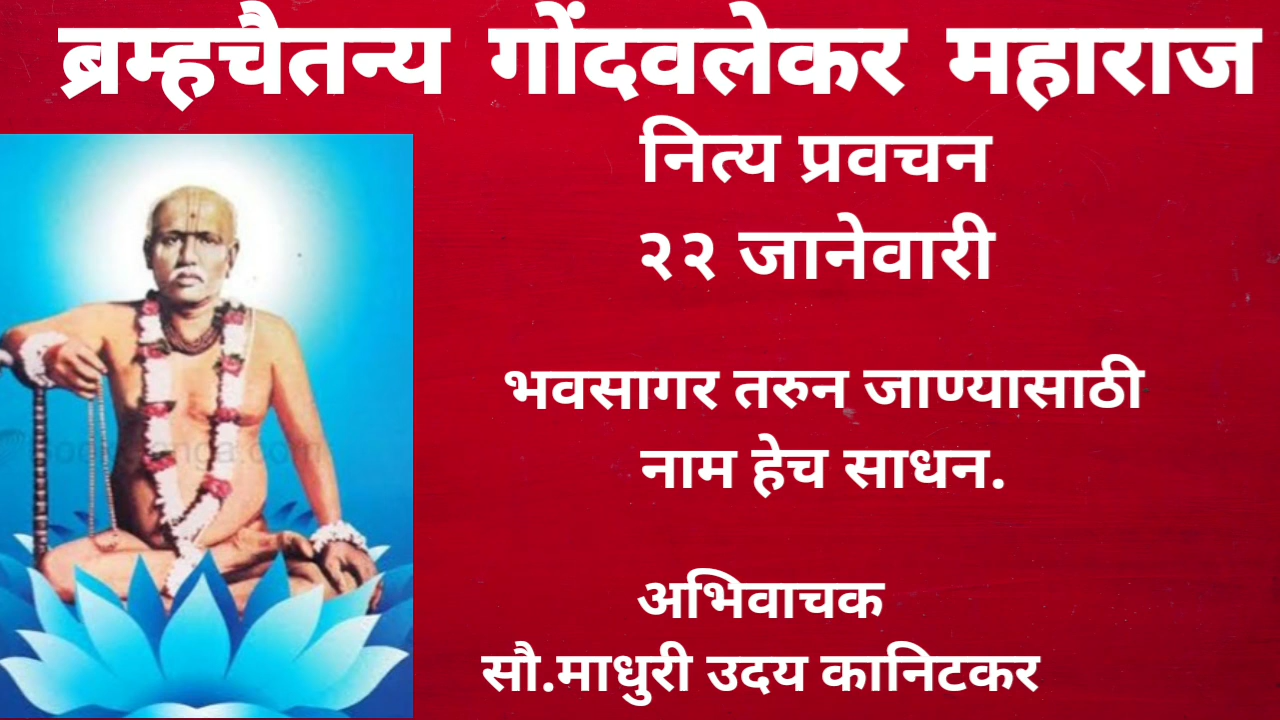 ब्रम्हचैतन्य गोंदवलेकर महाराज
नित्य प्रवचन
२२ जानेवारी
भवसागर तरुन जाण्यासाठी
नाम हेच साधन.
अभिवाचक
सौ.माधुरी उदय कानिटकर